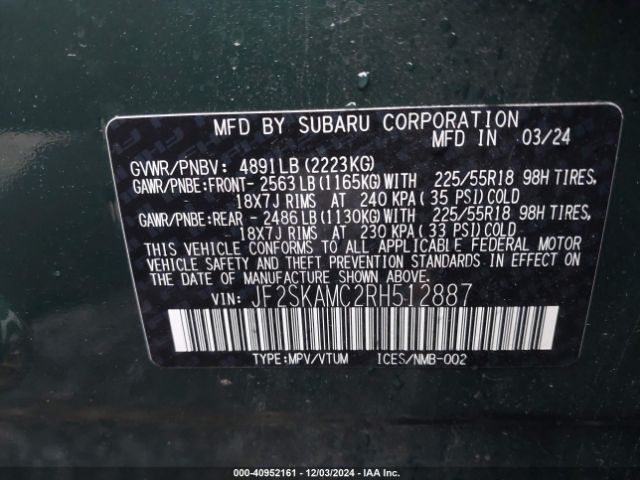 MFD BY SUBARU CORPORATION
MFD IN 03/24
GVWR/PNBV: 4891LB(2223KG)
GAWR/PNBE:FRONT-2563LB(1165KG)WITH 225/55R18 98H TIRES,
18X7J RIMS AT 240 KPA(35 PSI)COLD
GAWR/PNBE:REAR -2486LB(1130KG)WITH 225/55R18 98H TIRES,
18X7J RIMS AT 230 KPA(33 PSI)COLD
THIS VEHICLE CONFORMS TO ALL APPLICABLE FEDERAL MOTOR
VEHICLE SAFETY AND THEFT PREVENTION STANDARDS IN EFFECT ON
THE DATE OF MANUFACTURE SHOWN ABOVE.
VIN: JF2SKAMC2RH512887
TYPE:MPV/VTUM ICES/NMB-002
000-40952161 - 12/03/2024 - IAA Inc.